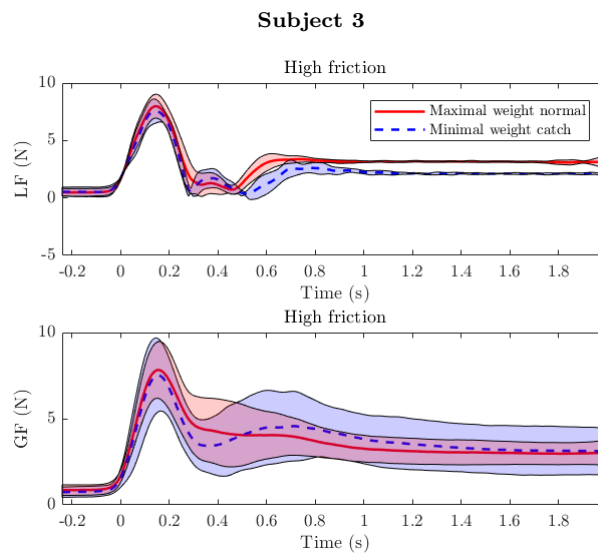 Subject 3
High friction
LF (N)
10
5
0
-5
Maximal weight normal
Minimal weight catch
-0.2 0 0.2 0.4 0.6 0.8 1 1.2 1.4 1.6 1.8
Time (s)
High friction
GF (N)
10
5
0
-0.2 0 0.2 0.4 0.6 0.8 1 1.2 1.4 1.6 1.8
Time (s)